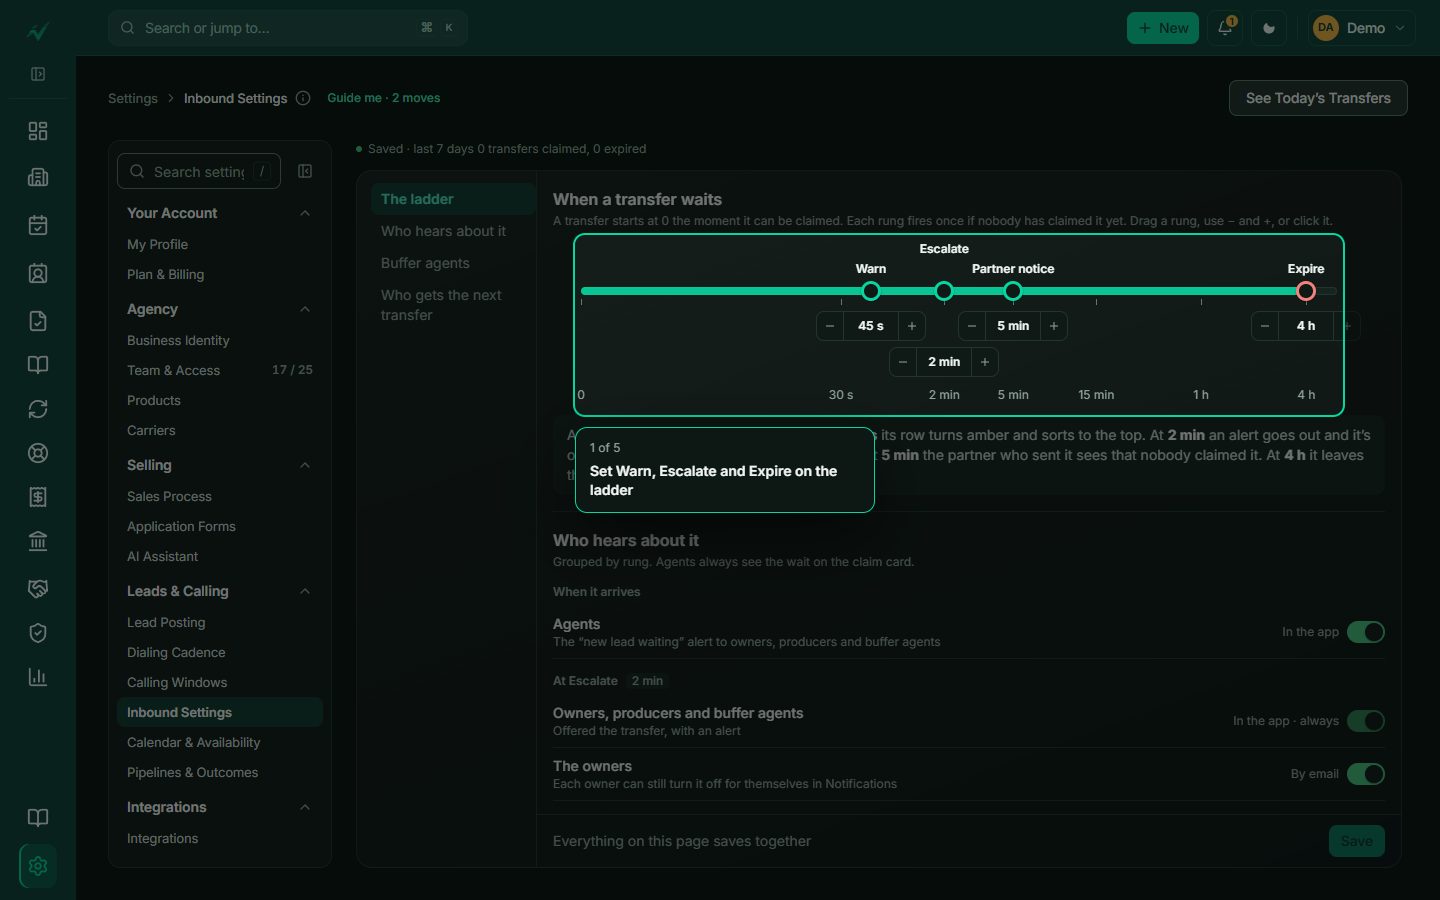 Search or jump to...
⌘ K
+ New
1
DA
Demo
Settings > Inbound Settings
Guide me · 2 moves
See Today's Transfers
Search setting
/
Your Account
My Profile
Plan & Billing
Agency
Business Identity
Team & Access 17 / 25
Products
Carriers
Selling
Sales Process
Application Forms
AI Assistant
Leads & Calling
Lead Posting
Dialing Cadence
Calling Windows
Inbound Settings
Calendar & Availability
Pipelines & Outcomes
Integrations
Integrations
Saved · last 7 days 0 transfers claimed, 0 expired
The ladder
Who hears about it
Buffer agents
Who gets the next
transfer
When a transfer waits
A transfer starts at 0 the moment it can be claimed. Each rung fires once if nobody has claimed it yet. Drag a rung, use − and +, or click it.
Escalate
Warn
Partner notice
Expire
− 45 s +
− 5 min +
− 4 h +
− 2 min +
0
30 s
2 min
5 min
15 min
1 h
4 h
its row turns amber and sorts to the top. At 2 min an alert goes out and it's
5 min the partner who sent it sees that nobody claimed it. At 4 h it leaves
1 of 5
Set Warn, Escalate and Expire on the
ladder
Who hears about it
Grouped by rung. Agents always see the wait on the claim card.
When it arrives
Agents
The “new lead waiting” alert to owners, producers and buffer agents
In the app
At Escalate 2 min
Owners, producers and buffer agents
Offered the transfer, with an alert
In the app · always
The owners
Each owner can still turn it off for themselves in Notifications
By email
Everything on this page saves together
Save